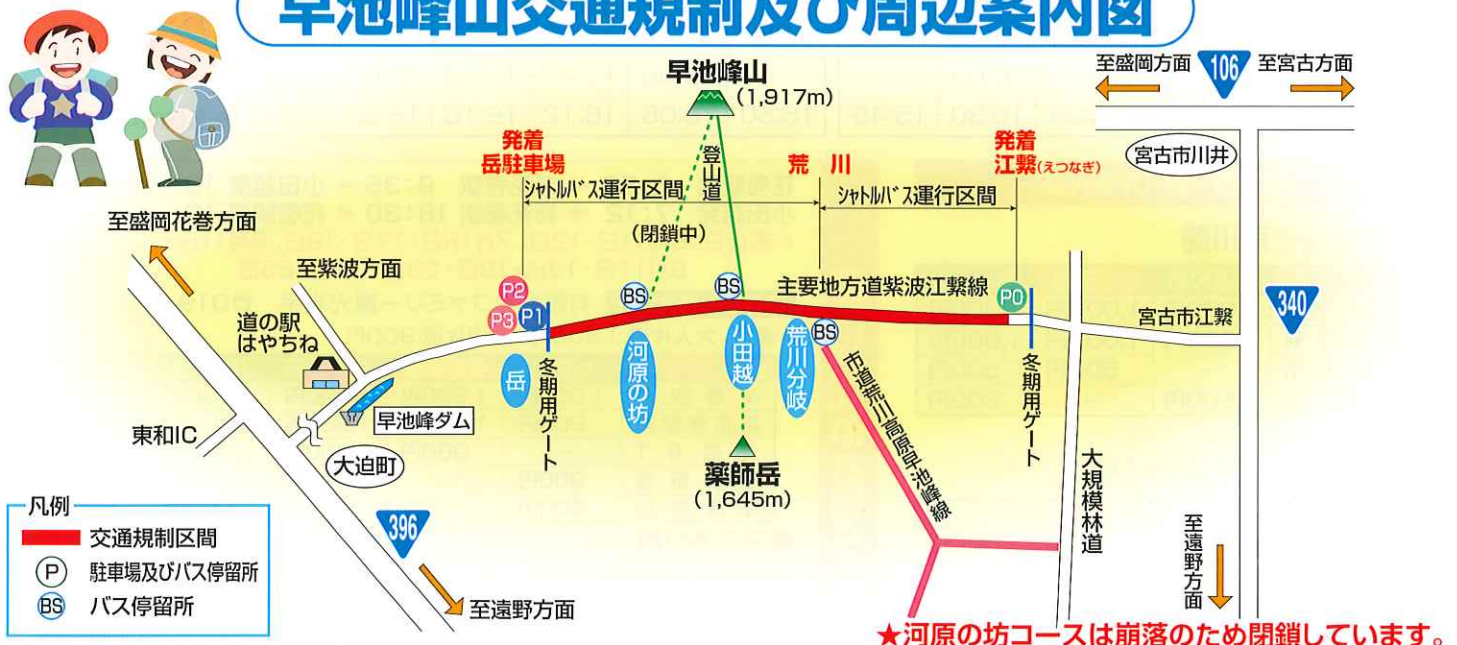 早池峰山交通規制及び周辺案内図
早池峰山
(1,917m)
至盛岡方面
106
至宮古方面
宮古市川井
発着
岳駐車場
シャトルバス運行区間
登山道
荒川
発着
江繋(えつなぎ)
シャトルバス運行区間
至盛岡花巻方面
(閉鎖中)
至紫波方面
P2
P3
P1
BS
BS
主要地方道紫波江繋線
P0
宮古市江繋
340
道の駅
はやちね
岳
冬期用ゲート
河原の坊
小田越
荒川分岐
BS
市道荒川高原早池峰線
冬期用ゲート
早池峰ダム
東和IC
大迫町
薬師岳
(1,645m)
大規模林道
至遠野方面
396
至遠野方面
凡例
交通規制区間
P
駐車場及びバス停留所
BS
バス停留所
★河原の坊コースは崩落のため閉鎖しています。